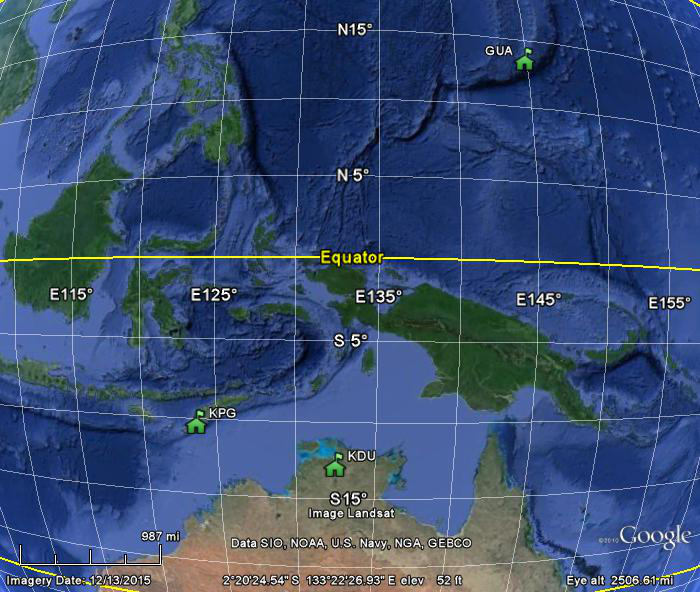 N15°
GUA
N 5°
Equator
E115°
E125°
E135°
E145°
E155°
S 5°
KPG
KDU
S15°
Image Landsat
987 mi
Data SIO, NOAA, U.S. Navy, NGA, GEBCO
©2010 Google
Imagery Date: 12/13/2015 2°20'24.54" S 133°22'26.93" E elev 52 ft Eye alt 2506.61 mi